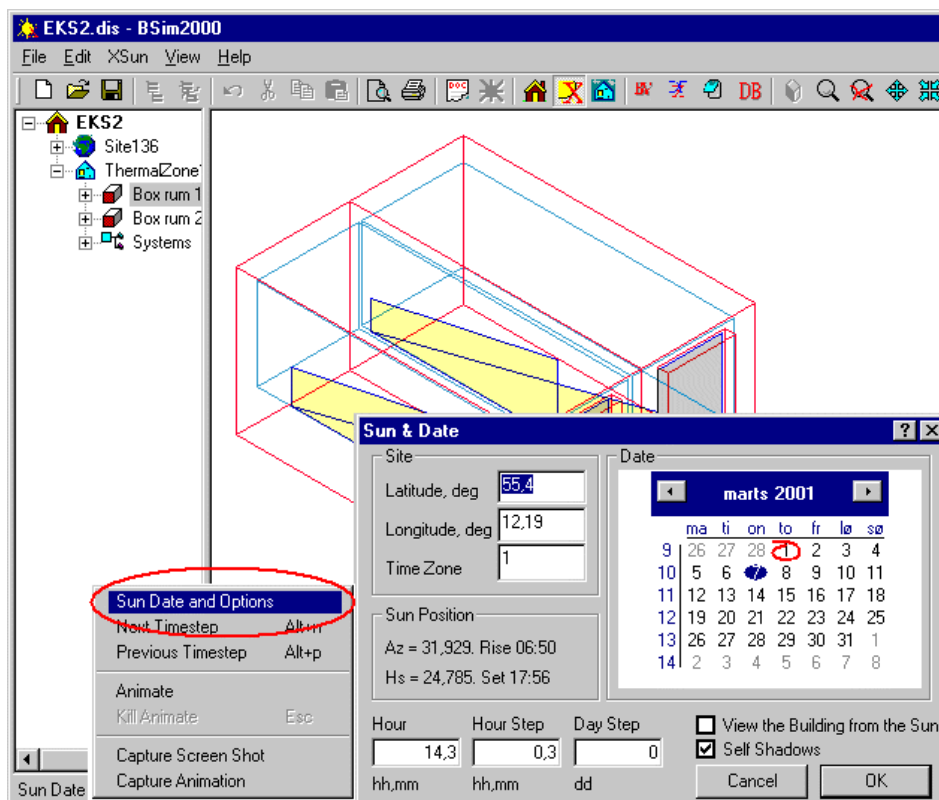 EKS2.dis - BSim2000
File Edit XSun View Help
DOC DB
EKS2
Site136
ThermalZone
Box rum 1
Box rum 2
Systems
Sun & Date
Site
Latitude, deg 55,4
Longitude, deg 12,19
Time Zone 1
Date
marts 2001
ma ti on to fr lø sø
9 26 27 28 1 2 3 4
10 5 6 7 8 9 10 11
11 12 13 14 15 16 17 18
12 19 20 21 22 23 24 25
13 26 27 28 29 30 31 1
14 2 3 4 5 6 7 8
Sun Position
Az = 31,929. Rise 06:50
Hs = 24,785. Set 17:56
Hour Hour Step Day Step
14,3 0,3 0
hh,mm hh,mm dd
View the Building from the Sun
Self Shadows
Cancel OK
Sun Date and Options
Next Timestep Alt+n
Previous Timestep Alt+p
Animate
Kill Animate Esc
Capture Screen Shot
Capture Animation
Sun Date